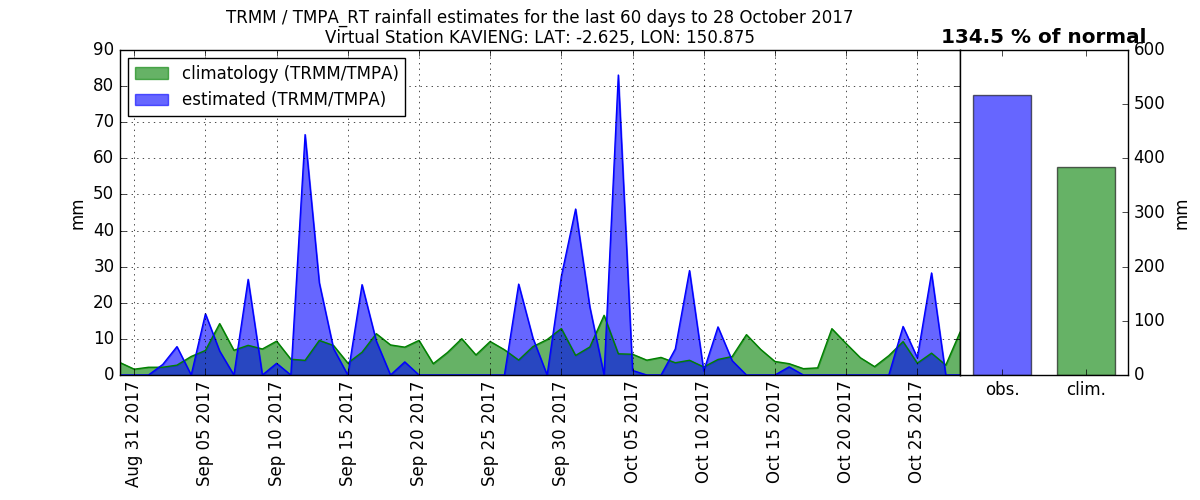 TRMM / TMPA_RT rainfall estimates for the last 60 days to 28 October 2017
Virtual Station KAVIENG: LAT: -2.625, LON: 150.875
134.5 % of normal
climatology (TRMM/TMPA)
estimated (TRMM/TMPA)
90
80
70
60
50
40
30
20
10
0
mm
Aug 31 2017
Sep 05 2017
Sep 10 2017
Sep 15 2017
Sep 20 2017
Sep 25 2017
Sep 30 2017
Oct 05 2017
Oct 10 2017
Oct 15 2017
Oct 20 2017
Oct 25 2017
obs.
clim.
600
500
400
300
200
100
0
mm